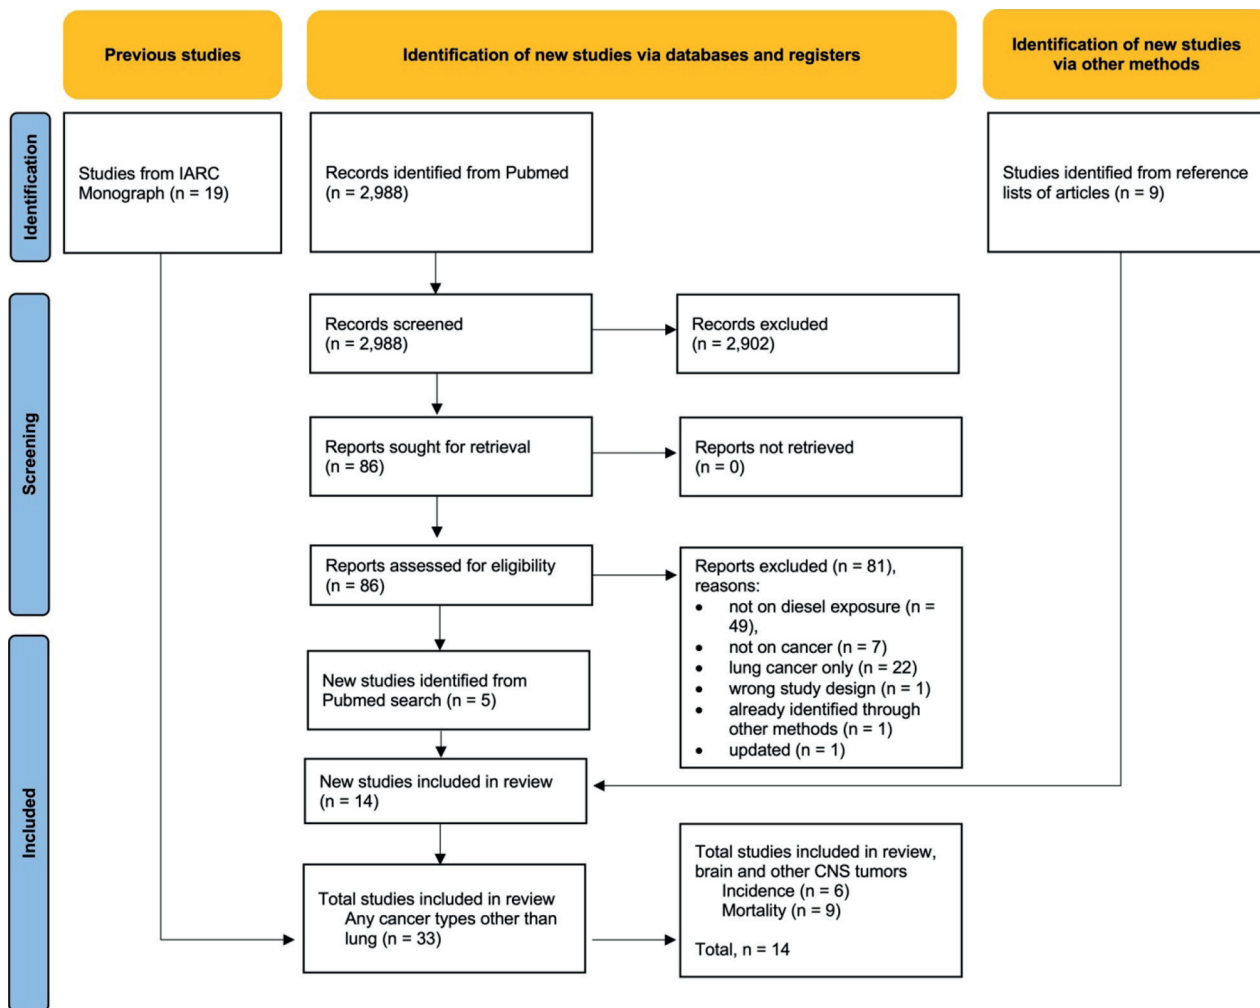 Previous studies
Identification of new studies via databases and registers
Identification of new studies
via other methods
Identification
Studies from IARC
Monograph (n = 19)
Records identified from Pubmed
(n = 2,988)
Studies identified from reference
lists of articles (n = 9)
Screening
Records screened
(n = 2,988)
Records excluded
(n = 2,902)
Reports sought for retrieval
(n = 86)
Reports not retrieved
(n = 0)
Reports assessed for eligibility
(n = 86)
Reports excluded (n = 81),
reasons:
• not on diesel exposure (n =
49),
• not on cancer (n = 7)
• lung cancer only (n = 22)
• wrong study design (n = 1)
• already identified through
other methods (n = 1)
• updated (n = 1)
Included
New studies identified from
Pubmed search (n = 5)
New studies included in review
(n = 14)
Total studies included in review
Any cancer types other than
lung (n = 33)
Total studies included in review,
brain and other CNS tumors
Incidence (n = 6)
Mortality (n = 9)
Total, n = 14